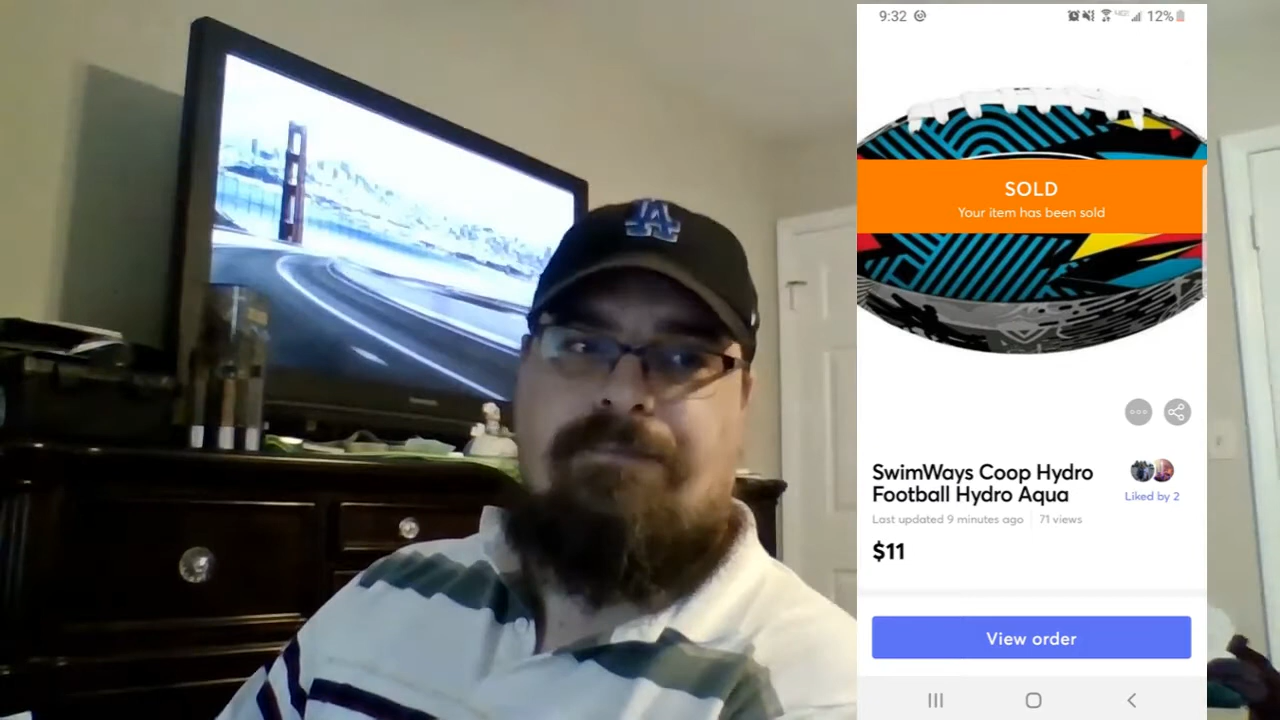 LA
9:32
12%
SOLD
Your item has been sold
SwimWays Coop Hydro
Football Hydro Aqua
Liked by 2
Last updated 9 minutes ago
71 views
$11
View order